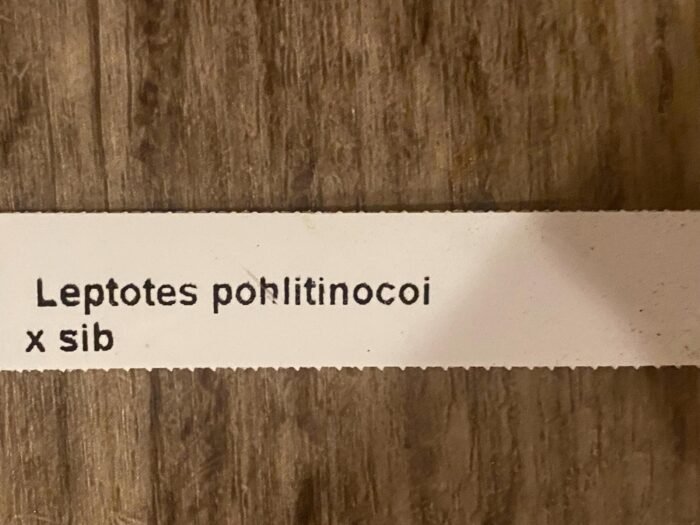 Leptotes pohlitinocoi
x sib